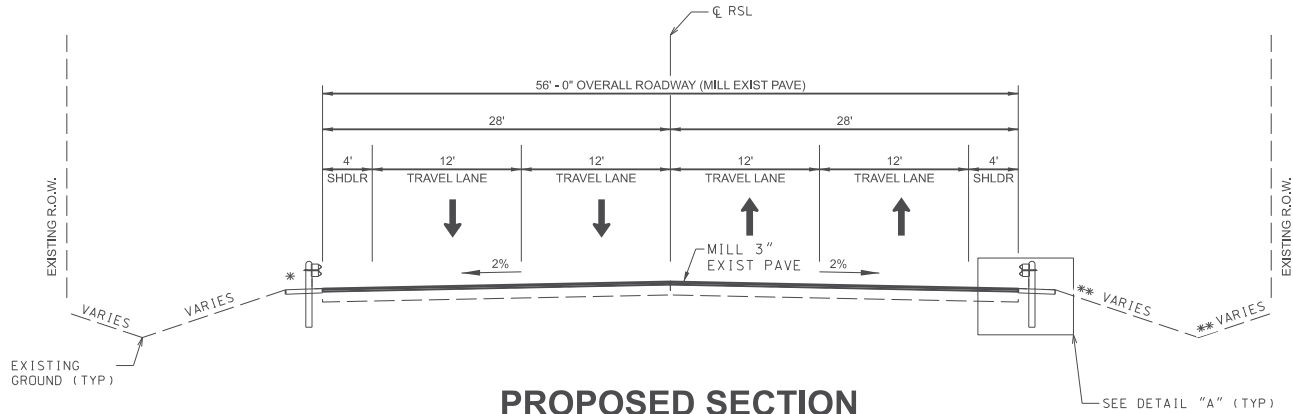 ℄ RSL
56' - 0" OVERALL ROADWAY (MILL EXIST PAVE)
28' 28'
4' 12' 12' 12' 12' 4'
SHDLR TRAVEL LANE TRAVEL LANE TRAVEL LANE TRAVEL LANE SHLDR
EXISTING R.O.W.
EXISTING R.O.W.
MILL 3"
EXIST PAVE
2% 2%
*
VARIES VARIES
** VARIES ** VARIES
EXISTING
GROUND (TYP)
SEE DETAIL "A" (TYP)
PROPOSED SECTION